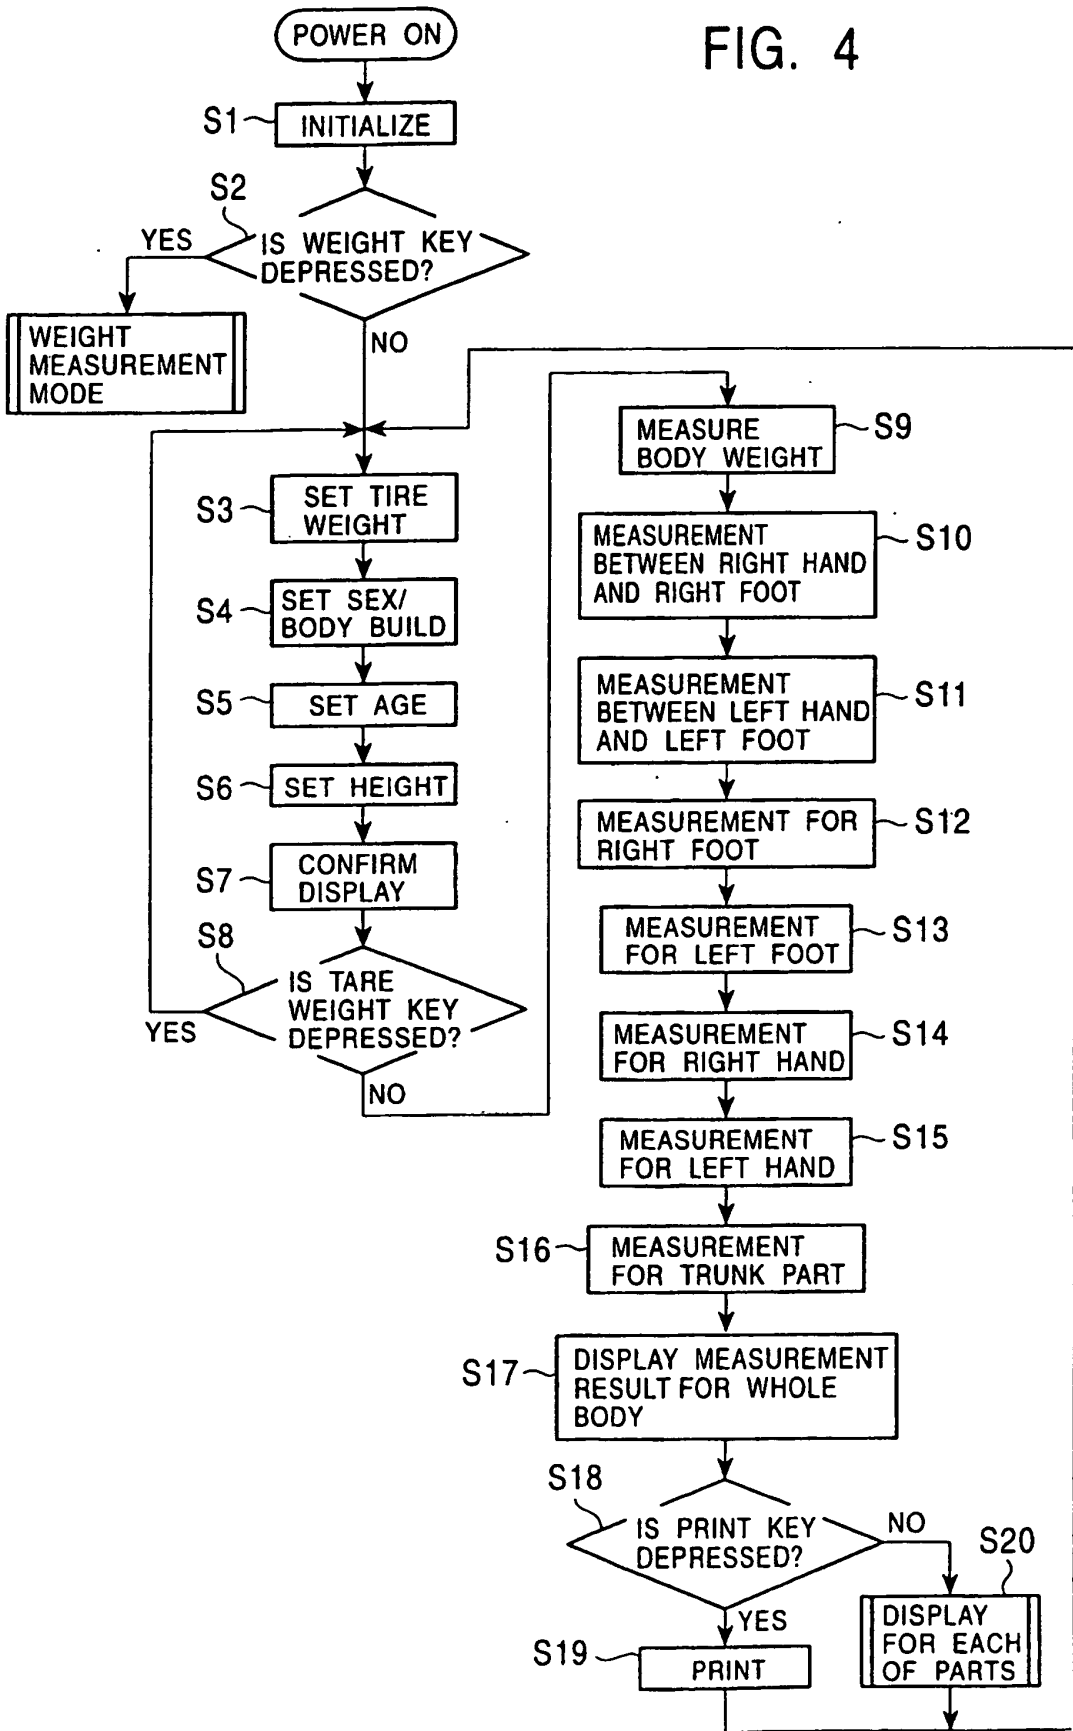 FIG. 4
POWER ON
S1
INITIALIZE
S2
IS WEIGHT KEY
DEPRESSED?
YES
WEIGHT
MEASUREMENT
MODE
NO
S3
SET TIRE
WEIGHT
S4
SET SEX/
BODY BUILD
S5
SET AGE
S6
SET HEIGHT
S7
CONFIRM
DISPLAY
S8
IS TARE
WEIGHT KEY
DEPRESSED?
YES
NO
S9
MEASURE
BODY WEIGHT
S10
MEASUREMENT
BETWEEN RIGHT HAND
AND RIGHT FOOT
S11
MEASUREMENT
BETWEEN LEFT HAND
AND LEFT FOOT
S12
MEASUREMENT FOR
RIGHT FOOT
S13
MEASUREMENT
FOR LEFT FOOT
S14
MEASUREMENT
FOR RIGHT HAND
S15
MEASUREMENT
FOR LEFT HAND
S16
MEASUREMENT
FOR TRUNK PART
S17
DISPLAY MEASUREMENT
RESULT FOR WHOLE
BODY
S18
IS PRINT KEY
DEPRESSED?
NO
YES
S19
PRINT
S20
DISPLAY
FOR EACH
OF PARTS